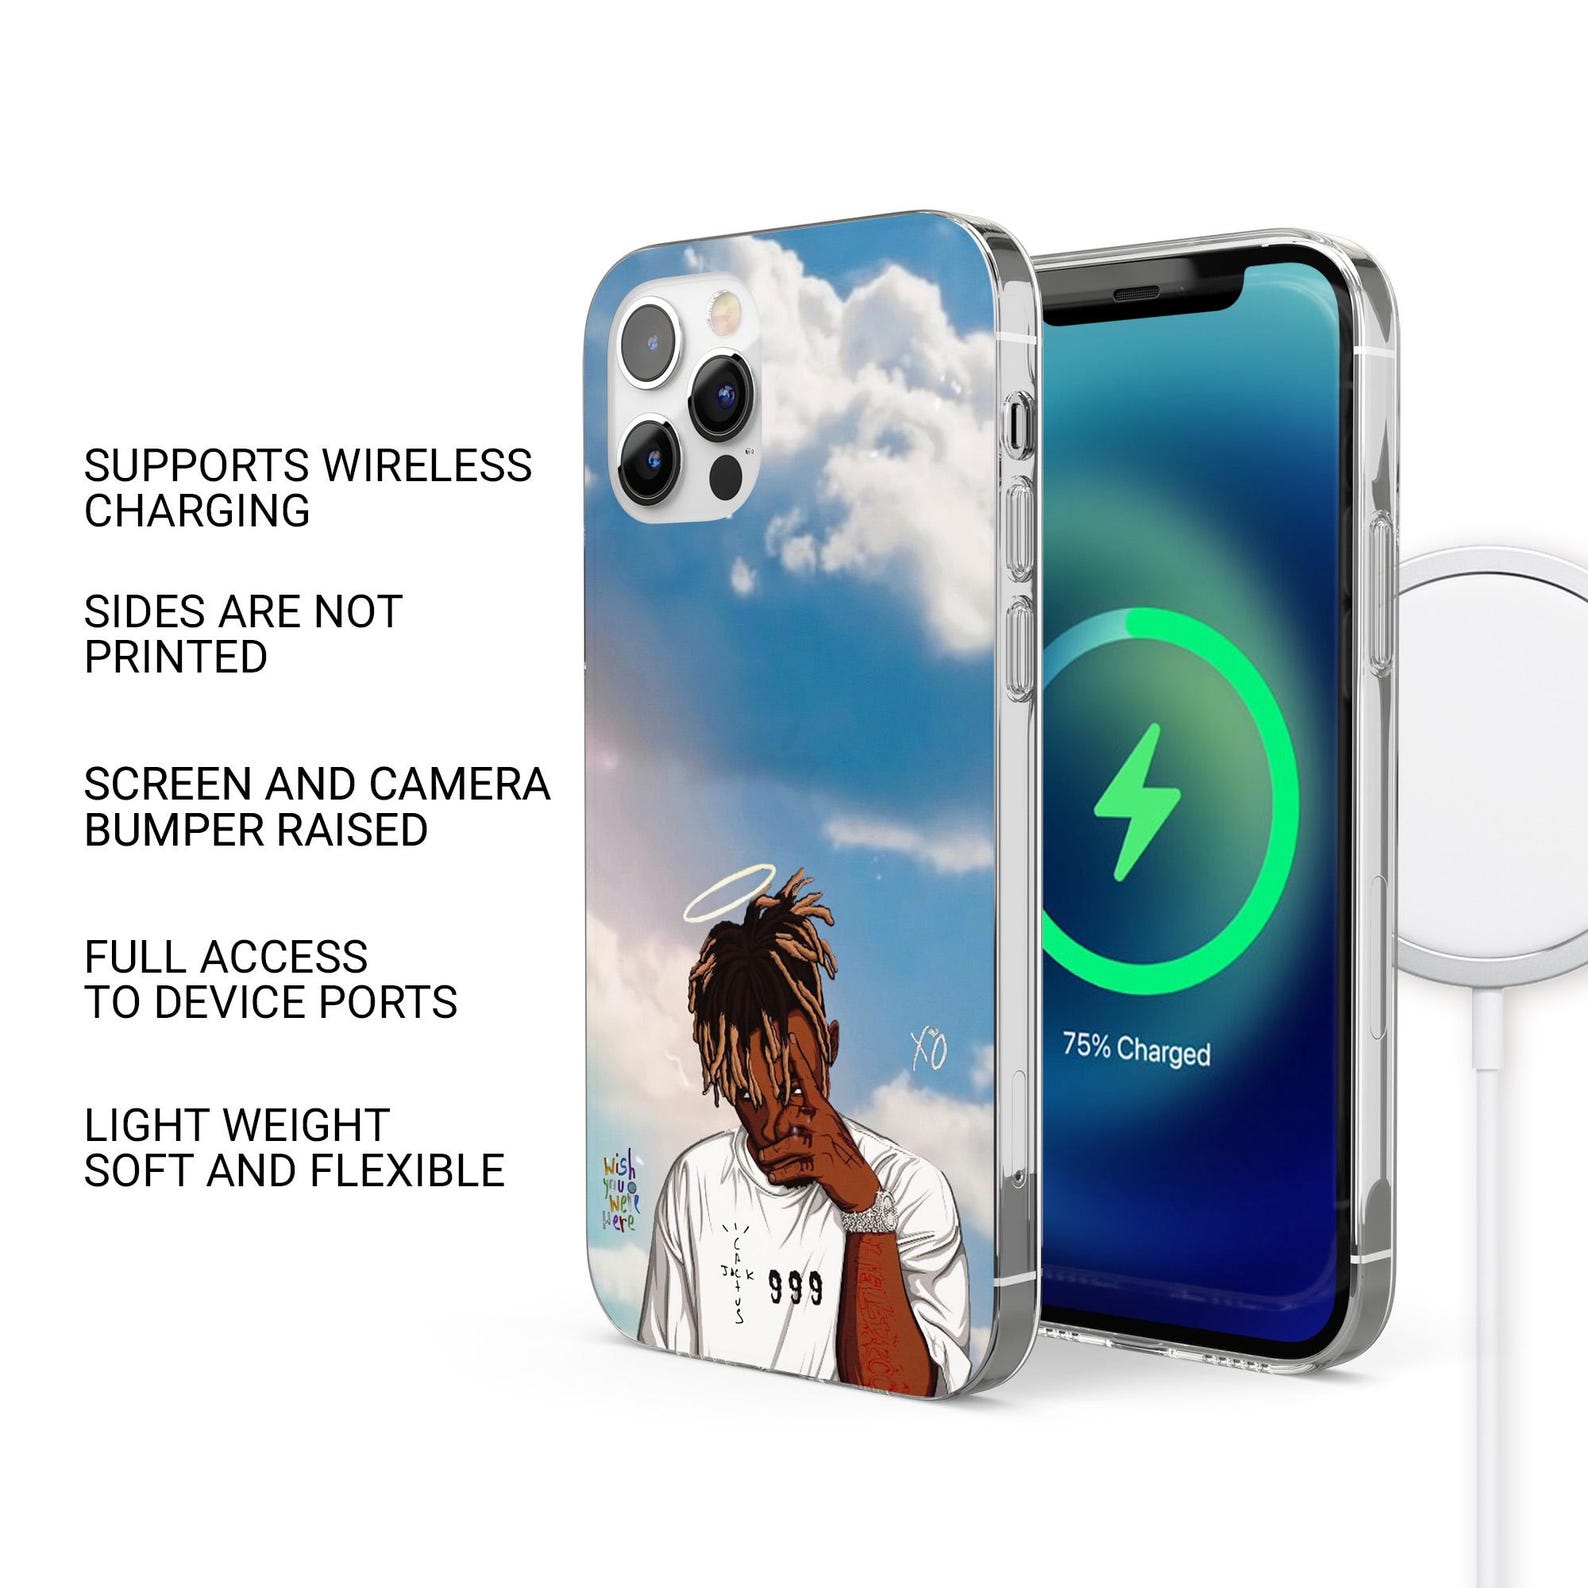 SUPPORTS WIRELESS
CHARGING
SIDES ARE NOT
PRINTED
SCREEN AND CAMERA
BUMPER RAISED
FULL ACCESS
TO DEVICE PORTS
LIGHT WEIGHT
SOFT AND FLEXIBLE
75% Charged
XO
wish
you
were
Here
CACTUS
JACK
999